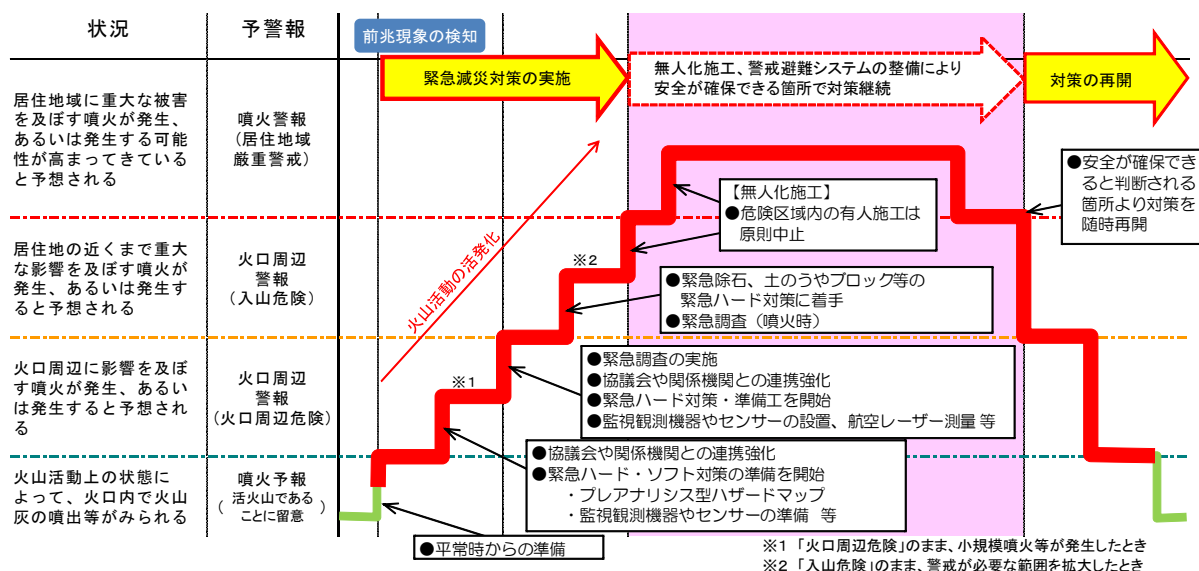 状況
予警報
前兆現象の検知
緊急減災対策の実施
無人化施工、警戒避難システムの整備により
安全が確保できる箇所で対策継続
対策の再開
居住地域に重大な被害
を及ぼす噴火が発生、
あるいは発生する可能
性が高まってきている
と予想される
噴火警報
(居住地域
厳重警戒)
●安全が確保でき
ると判断される
箇所より対策を
随時再開
【無人化施工】
●危険区域内の有人施工は
原則中止
居住地の近くまで重大
な影響を及ぼす噴火が
発生、あるいは発生す
ると予想される
火口周辺
警報
(入山危険)
火山活動の活発化
※2
●緊急除石、土のうやブロック等の
緊急ハード対策に着手
●緊急調査（噴火時）
火口周辺に影響を及ぼ
す噴火が発生、あるい
は発生すると予想され
る
火口周辺
警報
(火口周辺危険)
※1
●緊急調査の実施
●協議会や関係機関との連携強化
●緊急ハード対策・準備工を開始
●監視観測機器やセンサーの設置、航空レーザー測量 等
火山活動上の状態に
よって、火口内で火山
灰の噴出等がみられる
噴火予報
(活火山である
ことに留意)
●協議会や関係機関との連携強化
●緊急ハード・ソフト対策の準備を開始
・プレアナリシス型ハザードマップ
・監視観測機器やセンサーの準備 等
●平常時からの準備
※1 「火口周辺危険」のまま、小規模噴火等が発生したとき
※2 「入山危険」のまま、警戒が必要な範囲を拡大したとき